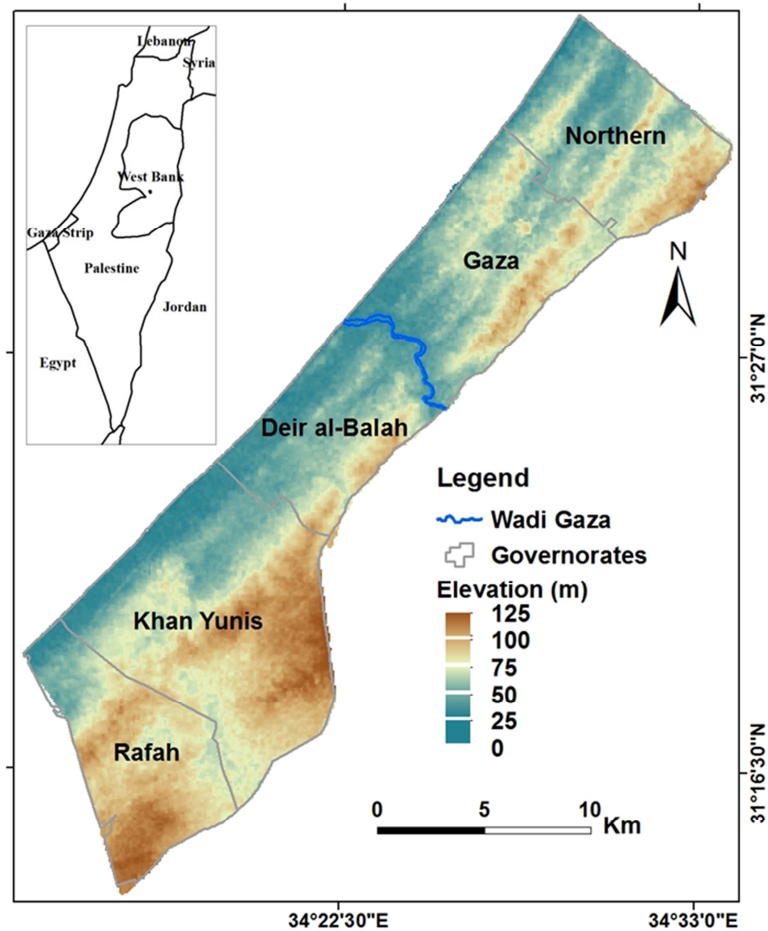 Lebanon
Syria
West Bank
Gaza Strip
Palestine
Jordan
Egypt
Northern
Gaza
N
31°27'0"N
Deir al-Balah
Legend
Wadi Gaza
Governorates
Elevation (m)
125
100
75
50
25
0
Khan Yunis
Rafah
31°16'30"N
0 5 10
Km
34°22'30"E
34°33'0"E